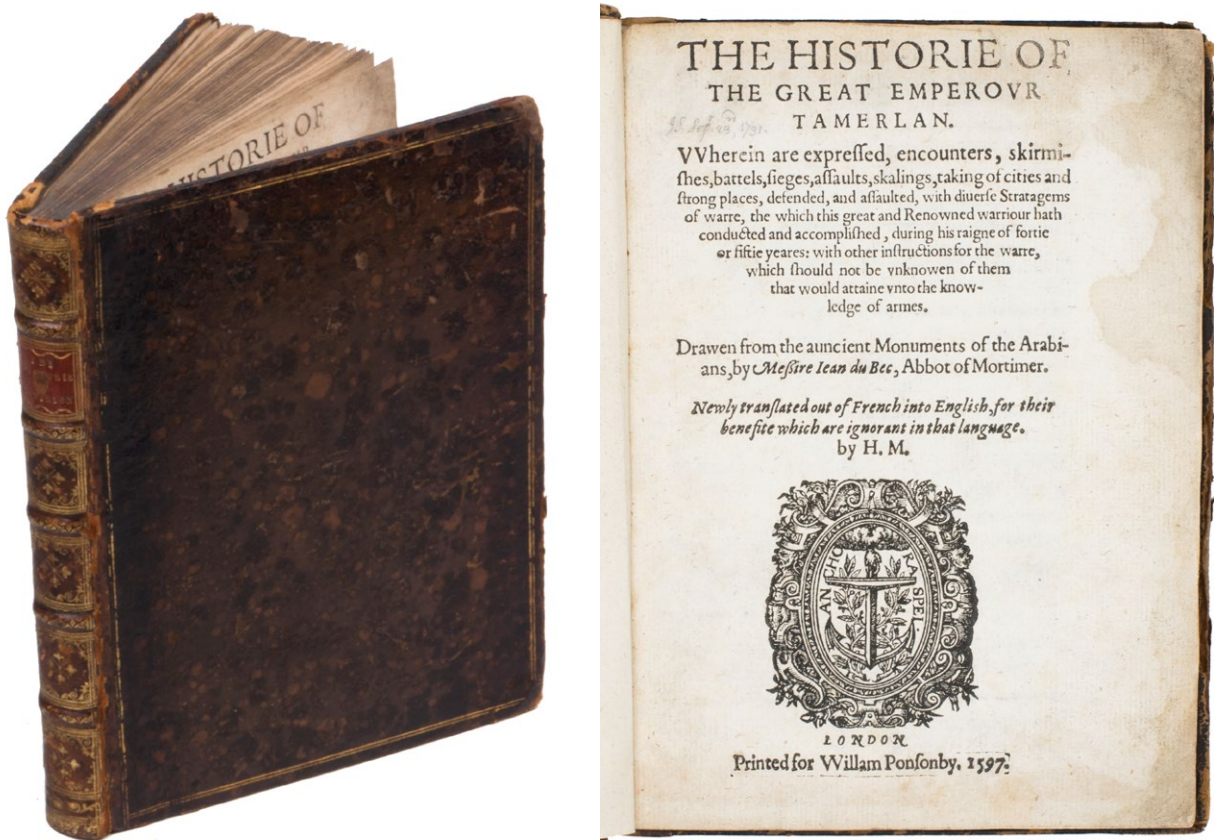 HISTORIE OF
THE HISTORIE OF
THE GREAT EMPEROVR
TAMERLAN.
VVherein are expreſſed, encounters, skirmi-
ſhes,battels,ſieges,aſſaults,skalings,taking of cities and
ſtrong places, defended, and aſſaulted, with diuerſe Stratagems
of warre, the which this great and Renowned warriour hath
conducted and accompliſhed, during his raigne of fortie
or fiftie yeares: with other inſtructions for the warre,
which ſhould not be vnknowen of them
that would attaine vnto the know-
ledge of armes.
Drawen from the auncient Monuments of the Arabi-
ans, by Meſsire Iean du Bec, Abbot of Mortimer.
Newly tranſlated out of French into Engliſh, for their
benefite which are ignorant in that language.
by H. M.
ANCHO RA SPEI.
LONDON
Printed for Willam Ponſonby. 1597.